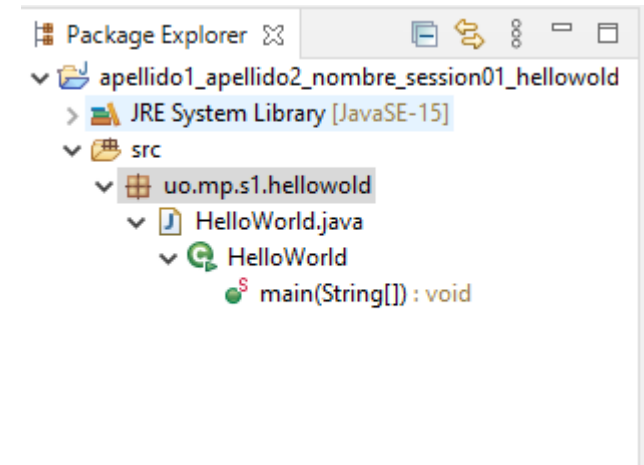 Package Explorer
apellido1_apellido2_nombre_session01_hellowold
JRE System Library [JavaSE-15]
src
uo.mp.s1.hellowold
HelloWorld.java
HelloWorld
main(String[]) : void